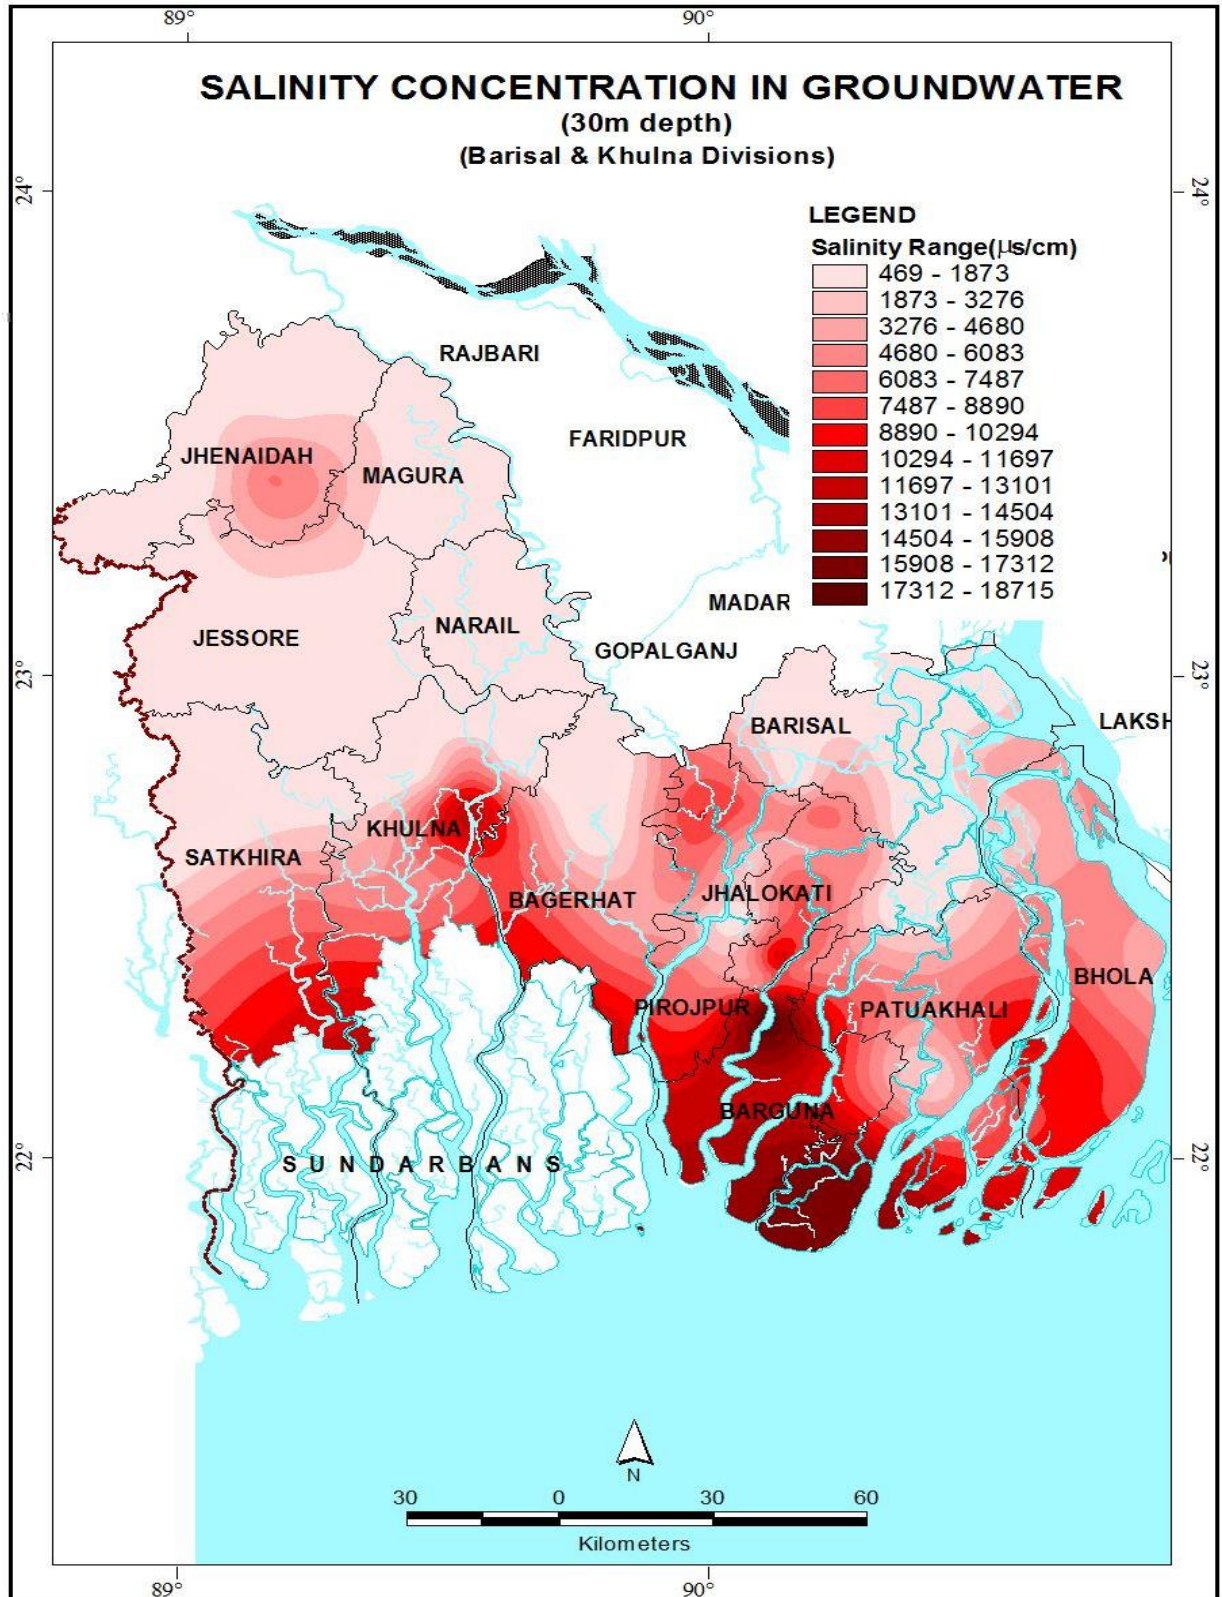 89° 90°
SALINITY CONCENTRATION IN GROUNDWATER
(30m depth)
(Barisal & Khulna Divisions)
24° 24°
LEGEND
Salinity Range(µs/cm)
469 - 1873
1873 - 3276
3276 - 4680
4680 - 6083
6083 - 7487
7487 - 8890
8890 - 10294
10294 - 11697
11697 - 13101
13101 - 14504
14504 - 15908
15908 - 17312
17312 - 18715
RAJBARI
FARIDPUR
JHENAIDAH
MAGURA
MADAR
NARAIL
JESSORE
GOPALGANJ
23° 23°
BARISAL
LAKSH
KHULNA
SATKHIRA
BAGERHAT
JHALOKATI
BHOLA
PIROJPUR
PATUAKHALI
BARGUNA
22° 22°
SUNDARBANS
N
30 0 30 60
Kilometers
89° 90°